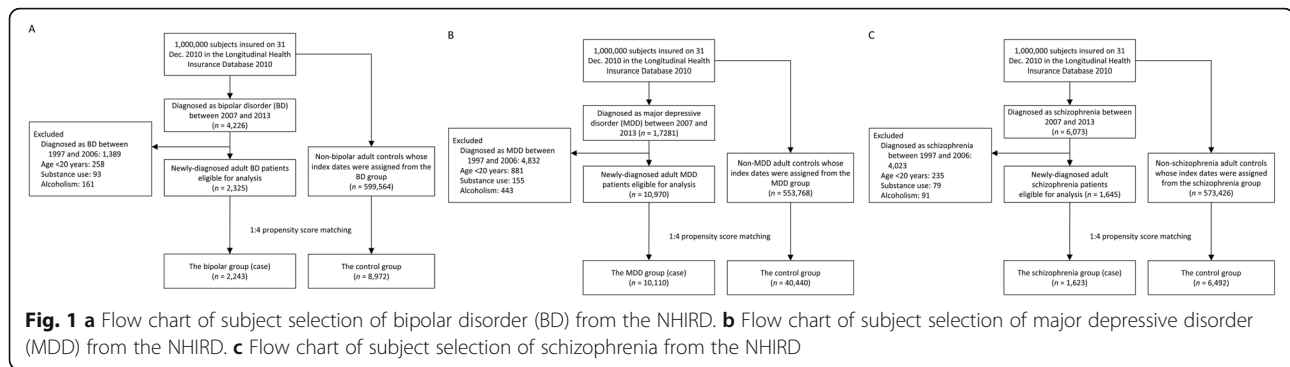 A
1,000,000 subjects insured on 31
Dec. 2010 in the Longitudinal Health
Insurance Database 2010
Diagnosed as bipolar disorder (BD)
between 2007 and 2013
(n = 4,226)
Excluded
Diagnosed as BD between
1997 and 2006: 1,389
Age <20 years: 258
Substance use: 93
Alcoholism: 161
Newly-diagnosed adult BD patients
eligible for analysis
(n = 2,325)
Non-bipolar adult controls whose
index dates were assigned from the
BD group
(n = 599,564)
1:4 propensity score matching
The bipolar group (case)
(n = 2,243)
The control group
(n = 8,972)
B
1,000,000 subjects insured on 31
Dec. 2010 in the Longitudinal Health
Insurance Database 2010
Diagnosed as major depressive
disorder (MDD) between 2007 and
2013 (n = 1,7281)
Excluded
Diagnosed as MDD between
1997 and 2006: 4,832
Age <20 years: 881
Substance use: 155
Alcoholism: 443
Newly-diagnosed adult MDD
patients eligible for analysis
(n = 10,970)
Non-MDD adult controls whose
index dates were assigned from the
MDD group
(n = 553,768)
1:4 propensity score matching
The MDD group (case)
(n = 10,110)
The control group
(n = 40,440)
C
1,000,000 subjects insured on 31
Dec. 2010 in the Longitudinal Health
Insurance Database 2010
Diagnosed as schizophrenia between
2007 and 2013
(n = 6,073)
Excluded
Diagnosed as schizophrenia
between 1997 and 2006:
4,023
Age <20 years: 235
Substance use: 79
Alcoholism: 91
Newly-diagnosed adult
schizophrenia patients
eligible for analysis (n = 1,645)
Non-schizophrenia adult controls
whose index dates were assigned
from the schizophrenia group
(n = 573,426)
1:4 propensity score matching
The schizophrenia group (case)
(n = 1,623)
The control group
(n = 6,492)
Fig. 1 a Flow chart of subject selection of bipolar disorder (BD) from the NHIRD. b Flow chart of subject selection of major depressive disorder
(MDD) from the NHIRD. c Flow chart of subject selection of schizophrenia from the NHIRD